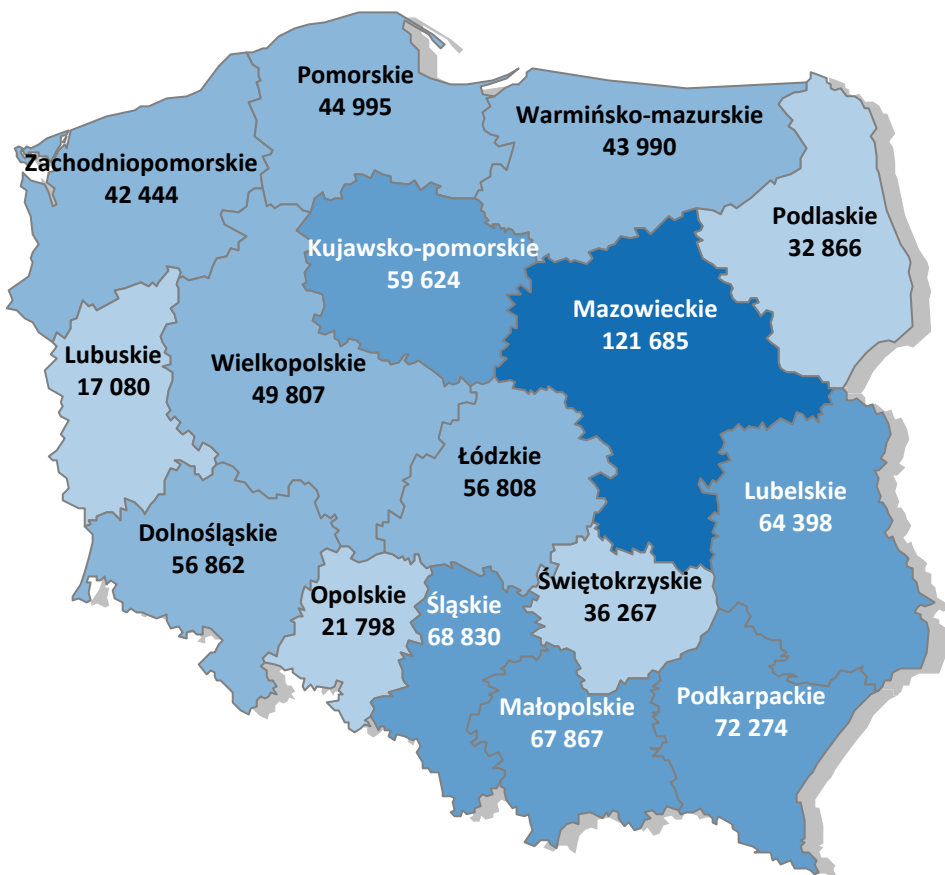 Pomorskie
44 995
Warmińsko-mazurskie
43 990
Zachodniopomorskie
42 444
Podlaskie
32 866
Kujawsko-pomorskie
59 624
Mazowieckie
121 685
Lubuskie
17 080
Wielkopolskie
49 807
Łódzkie
56 808
Lubelskie
64 398
Dolnośląskie
56 862
Opolskie
21 798
Śląskie
68 830
Świętokrzyskie
36 267
Małopolskie
67 867
Podkarpackie
72 274